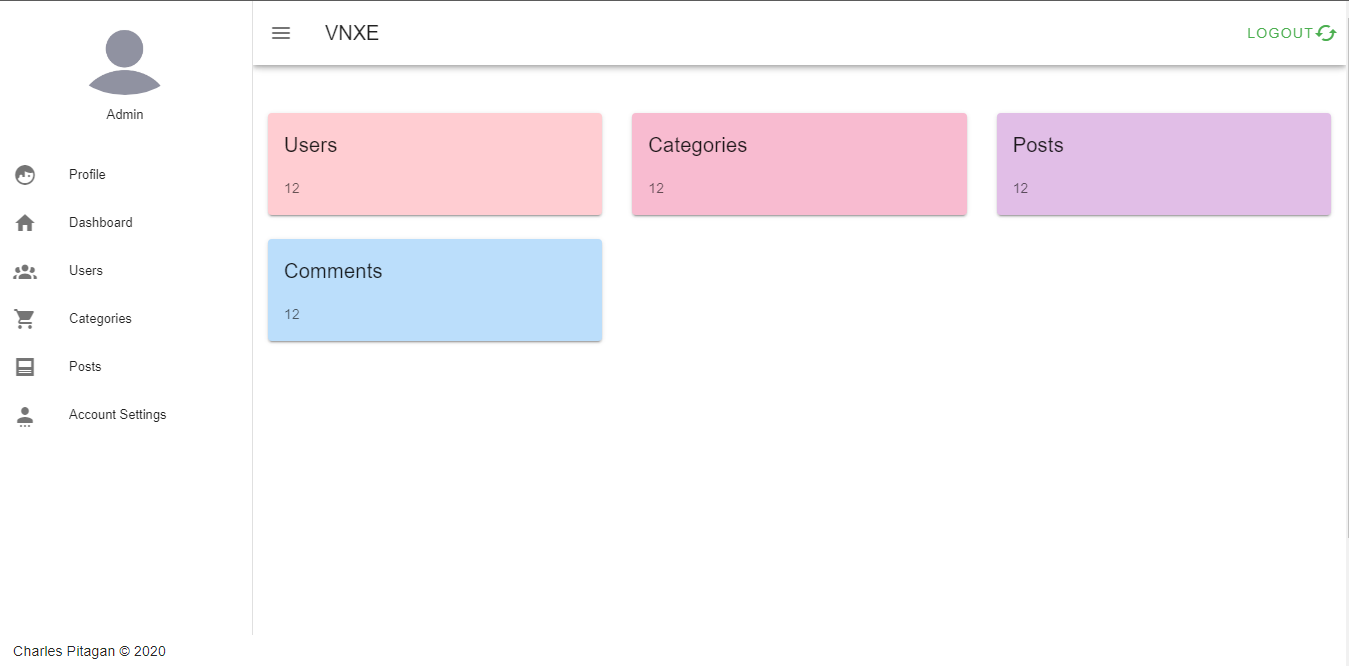 VNXE
LOGOUT
Admin
Profile
Dashboard
Users
Categories
Posts
Account Settings
Users
12
Categories
12
Posts
12
Comments
12
Charles Pitagan © 2020